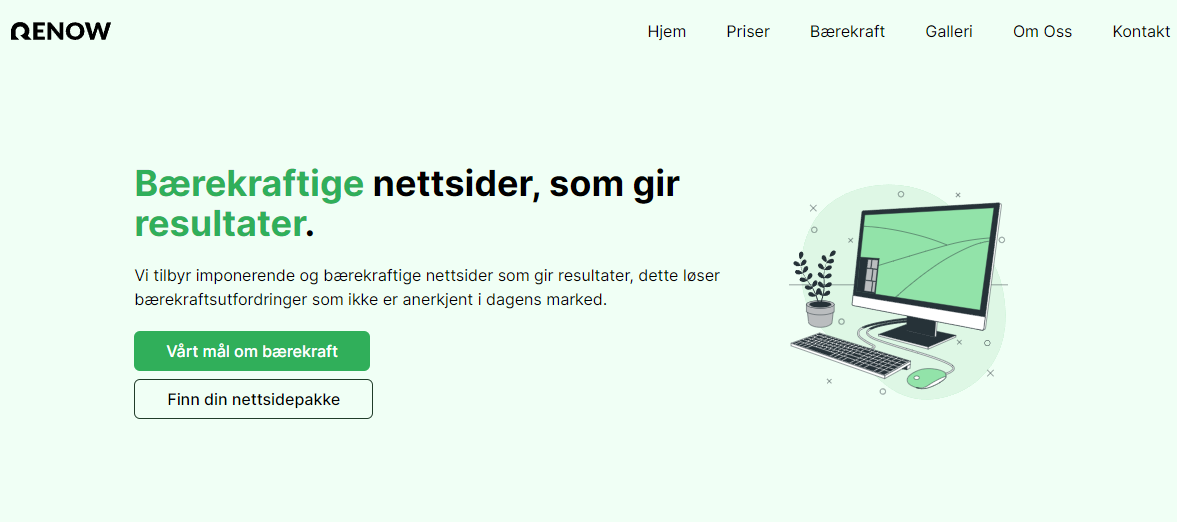 RENOW
Hjem Priser Bærekraft Galleri Om Oss Kontakt
Bærekraftige nettsider, som gir
resultater.
Vi tilbyr imponerende og bærekraftige nettsider som gir resultater, dette løser
bærekraftsutfordringer som ikke er anerkjent i dagens marked.
Vårt mål om bærekraft
Finn din nettsidepakke